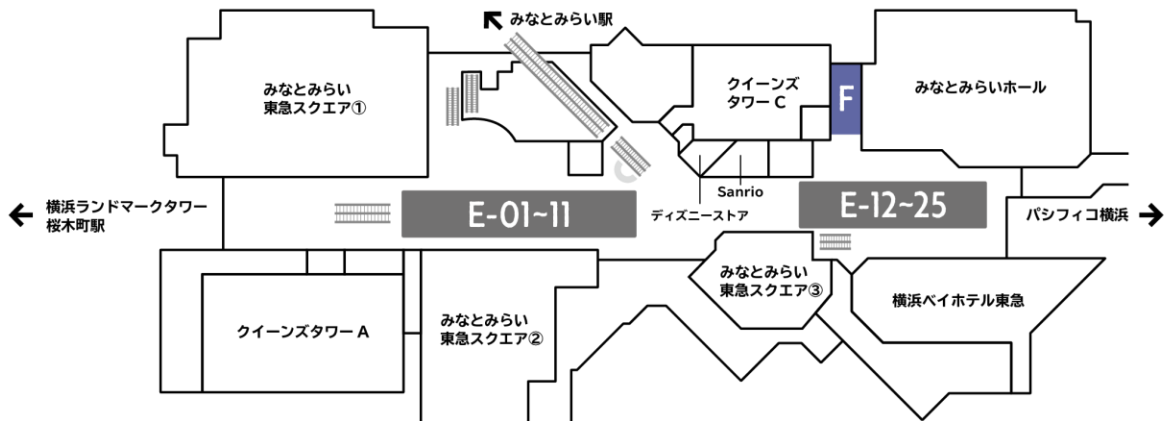 みなとみらい駅
みなとみらい
東急スクエア①
クイーンズ
タワー C
F
みなとみらいホール
Sanrio
ディズニーストア
横浜ランドマークタワー
桜木町駅
E-01~11
E-12~25
パシフィコ横浜
みなとみらい
東急スクエア③
横浜ベイホテル東急
クイーンズタワー A
みなとみらい
東急スクエア②